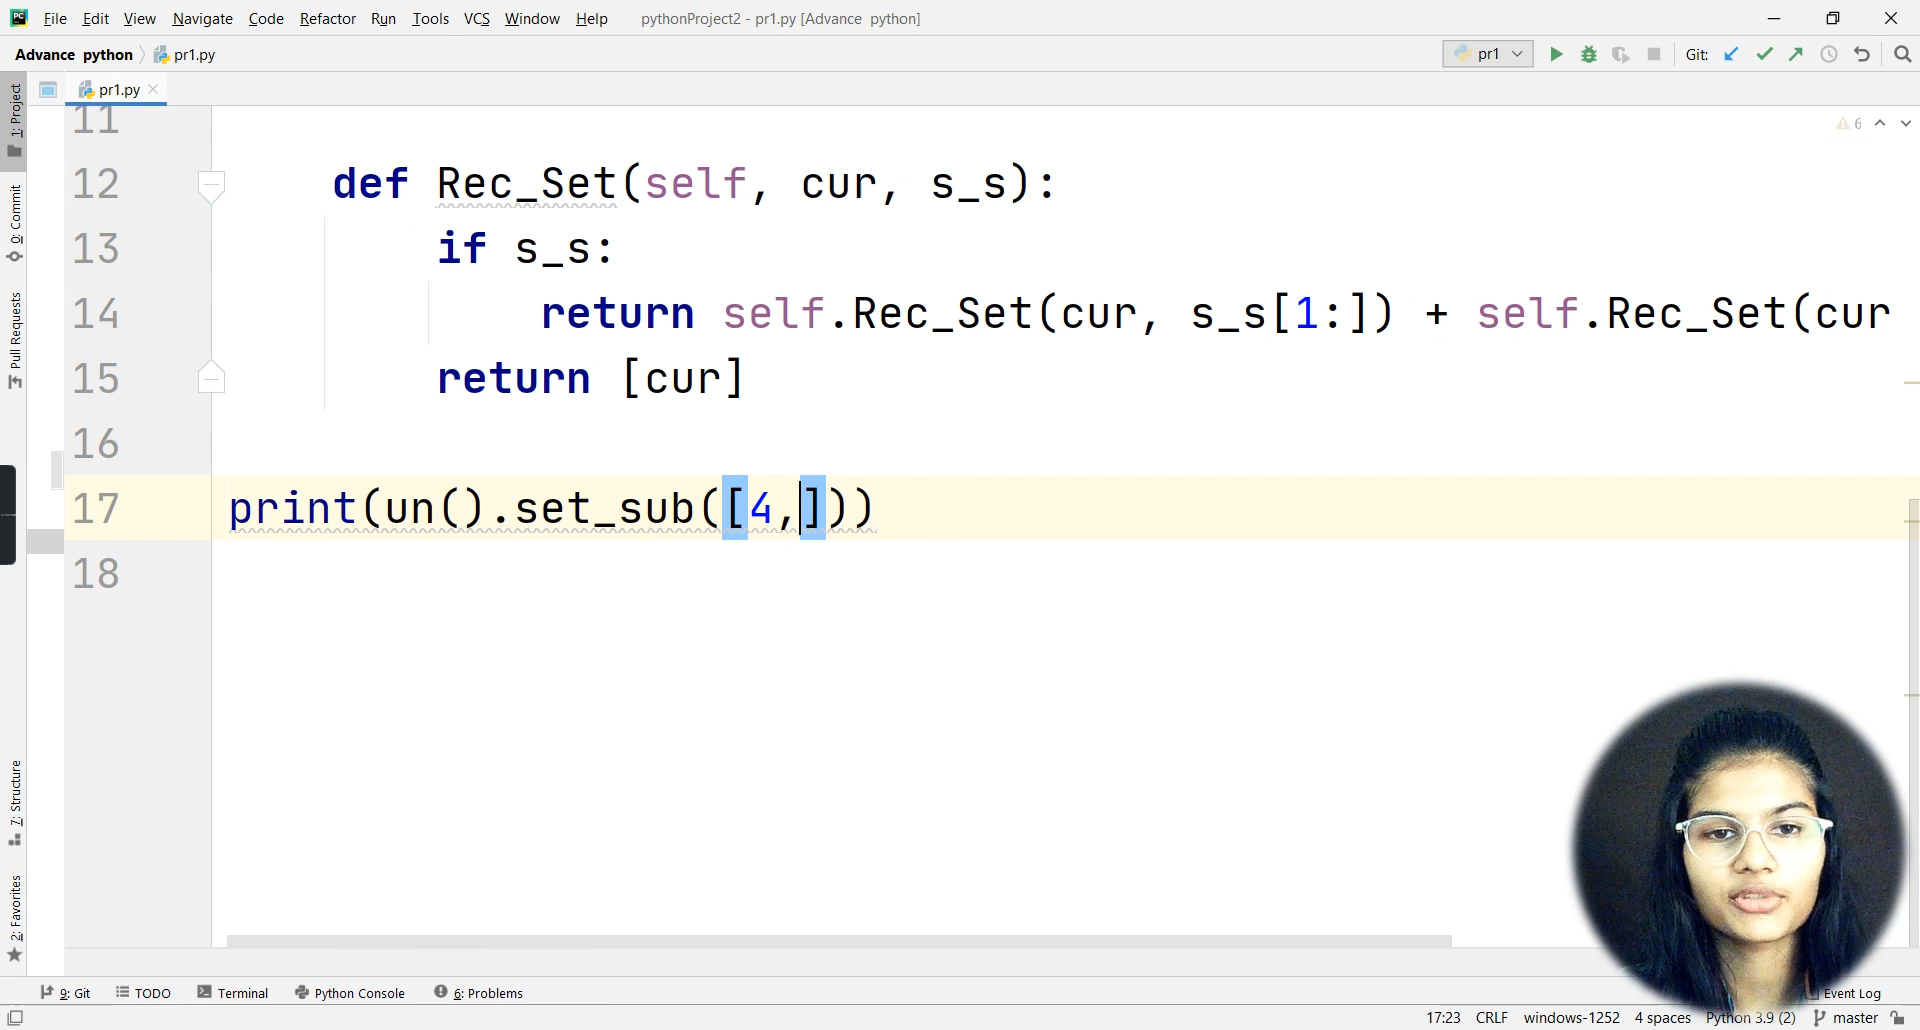 PC File Edit View Navigate Code Refactor Run Tools VCS Window Help pythonProject2 - pr1.py [Advance python]
Advance python pr1.py pr1 Git:
pr1.py
1: Project
0: Commit
Pull Requests
7: Structure
2: Favorites
6
11
12 def Rec_Set(self, cur, s_s):
13 if s_s:
14 return self.Rec_Set(cur, s_s[1:]) + self.Rec_Set(cur
15 return [cur]
16
17 print(un().set_sub([4,]))
18
9: Git TODO Terminal Python Console 6: Problems Event Log
17:23 CRLF windows-1252 4 spaces Python 3.9 (2) master